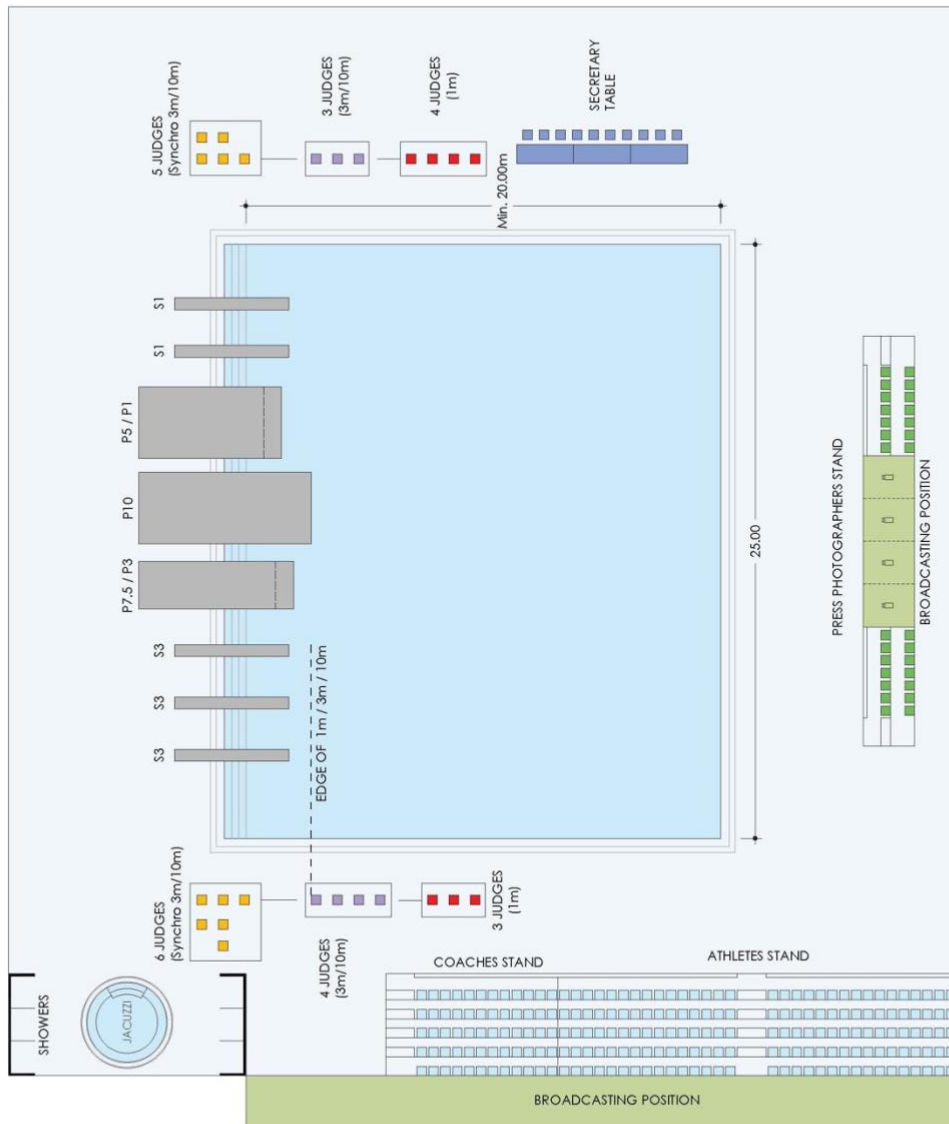 5 JUDGES
(Synchro 3m/10m)
3 JUDGES
(3m/10m)
4 JUDGES
(1m)
SECRETARY
TABLE
Min. 20.00m
S1
S1
P5 / P1
P10
P7.5 / P3
S3
S3
S3
EDGE OF 1m / 3m / 10m
25.00
PRESS PHOTOGRAPHERS STAND
BROADCASTING POSITION
6 JUDGES
(Synchro 3m/10m)
4 JUDGES
(3m/10m)
3 JUDGES
(1m)
SHOWERS
JACUZZI
COACHES STAND
ATHLETES STAND
BROADCASTING POSITION